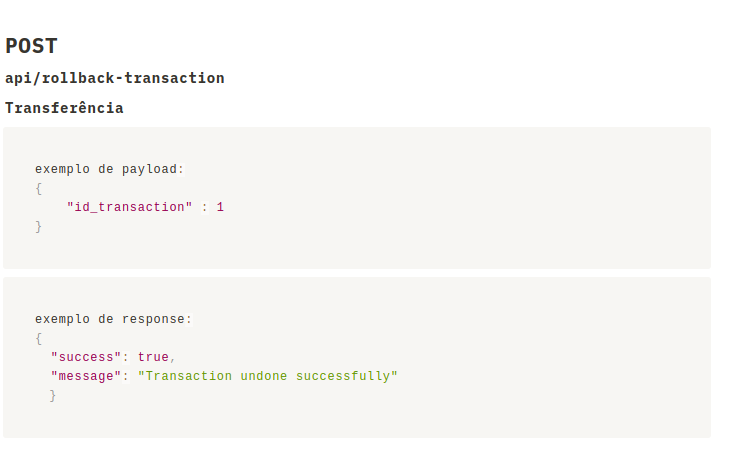 POST
api/rollback-transaction
Transferência
exemplo de payload:
{
    "id_transaction" : 1
}
exemplo de response:
{
  "success": true,
  "message": "Transaction undone successfully"
  }